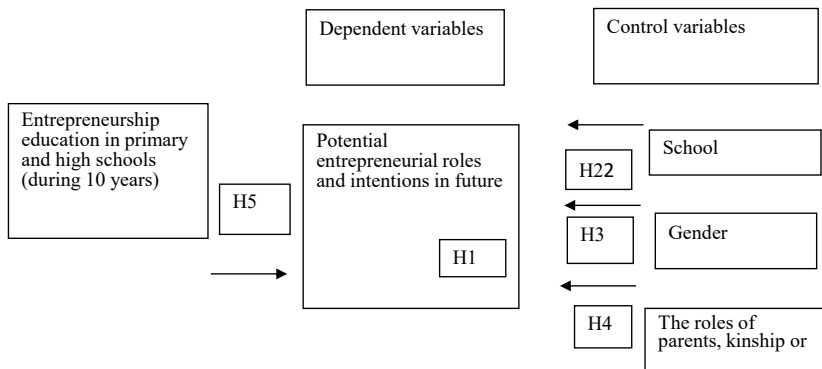 Dependent variables
Control variables
Entrepreneurship
education in primary
and high schools
(during 10 years)
H5
Potential
entrepreneurial roles
and intentions in future
H1
School
H22
Gender
H3
H4
The roles of
parents, kinship or